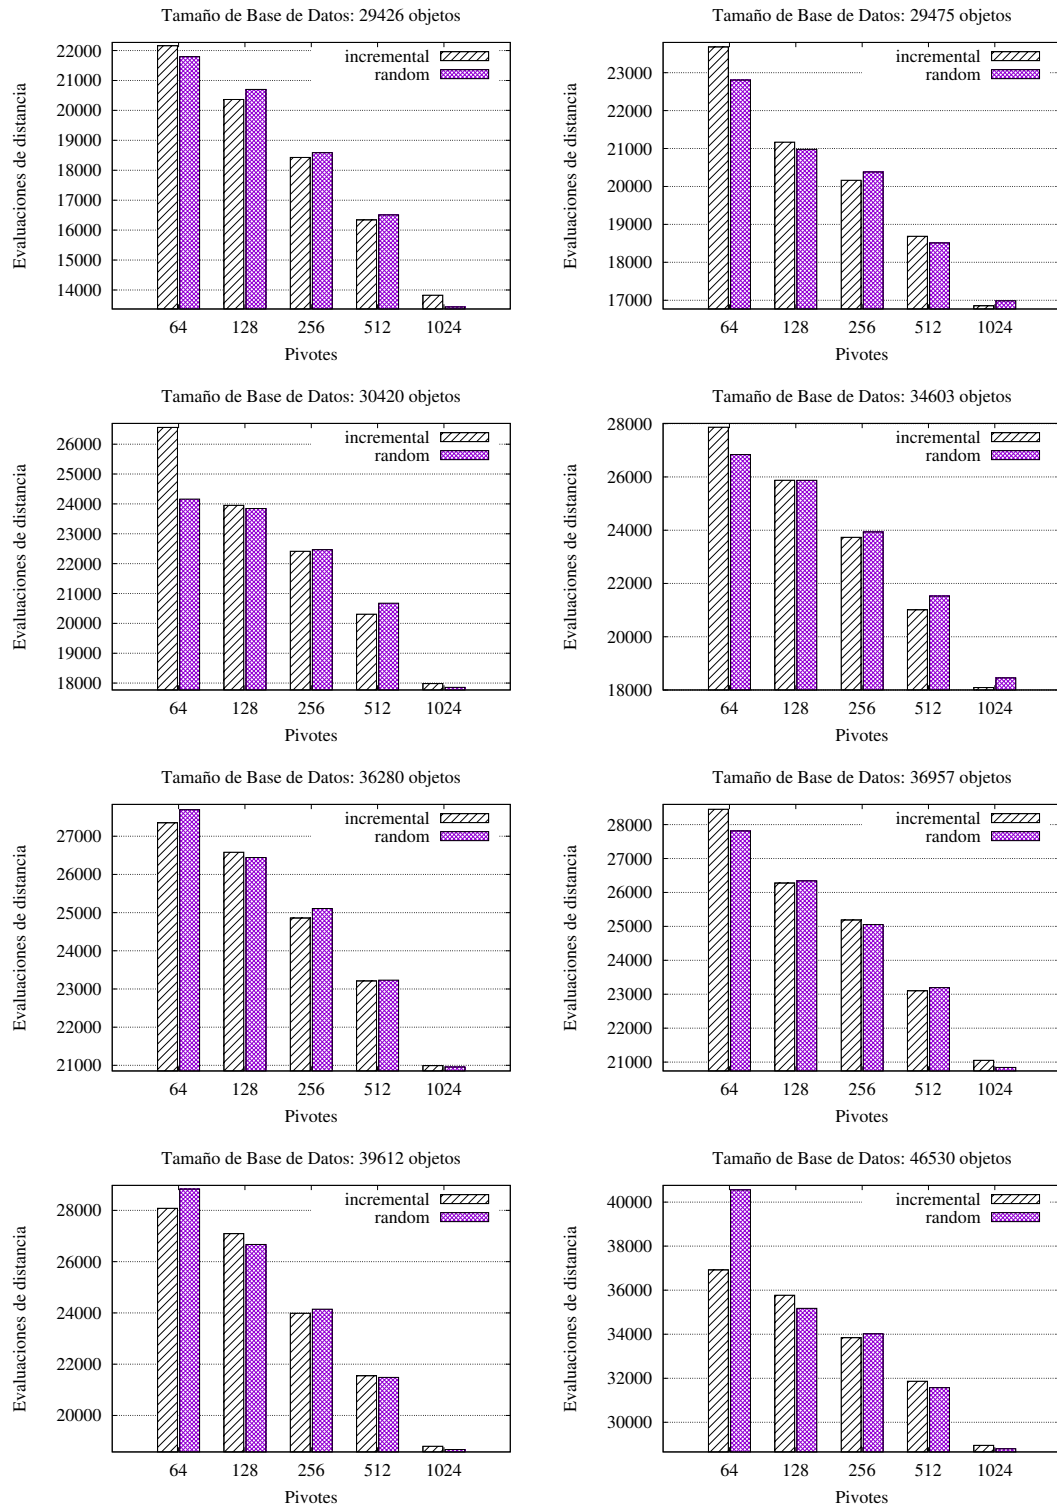 Tamaño de Base de Datos: 29426 objetos
Evaluaciones de distancia
22000
21000
20000
19000
18000
17000
16000
15000
14000
incremental
random
64 128 256 512 1024
Pivotes
Tamaño de Base de Datos: 29475 objetos
Evaluaciones de distancia
23000
22000
21000
20000
19000
18000
17000
incremental
random
64 128 256 512 1024
Pivotes
Tamaño de Base de Datos: 30420 objetos
Evaluaciones de distancia
26000
25000
24000
23000
22000
21000
20000
19000
18000
incremental
random
64 128 256 512 1024
Pivotes
Tamaño de Base de Datos: 34603 objetos
Evaluaciones de distancia
28000
26000
24000
22000
20000
18000
incremental
random
64 128 256 512 1024
Pivotes
Tamaño de Base de Datos: 36280 objetos
Evaluaciones de distancia
27000
26000
25000
24000
23000
22000
21000
incremental
random
64 128 256 512 1024
Pivotes
Tamaño de Base de Datos: 36957 objetos
Evaluaciones de distancia
28000
27000
26000
25000
24000
23000
22000
21000
incremental
random
64 128 256 512 1024
Pivotes
Tamaño de Base de Datos: 39612 objetos
Evaluaciones de distancia
28000
26000
24000
22000
20000
incremental
random
64 128 256 512 1024
Pivotes
Tamaño de Base de Datos: 46530 objetos
Evaluaciones de distancia
40000
38000
36000
34000
32000
30000
incremental
random
64 128 256 512 1024
Pivotes